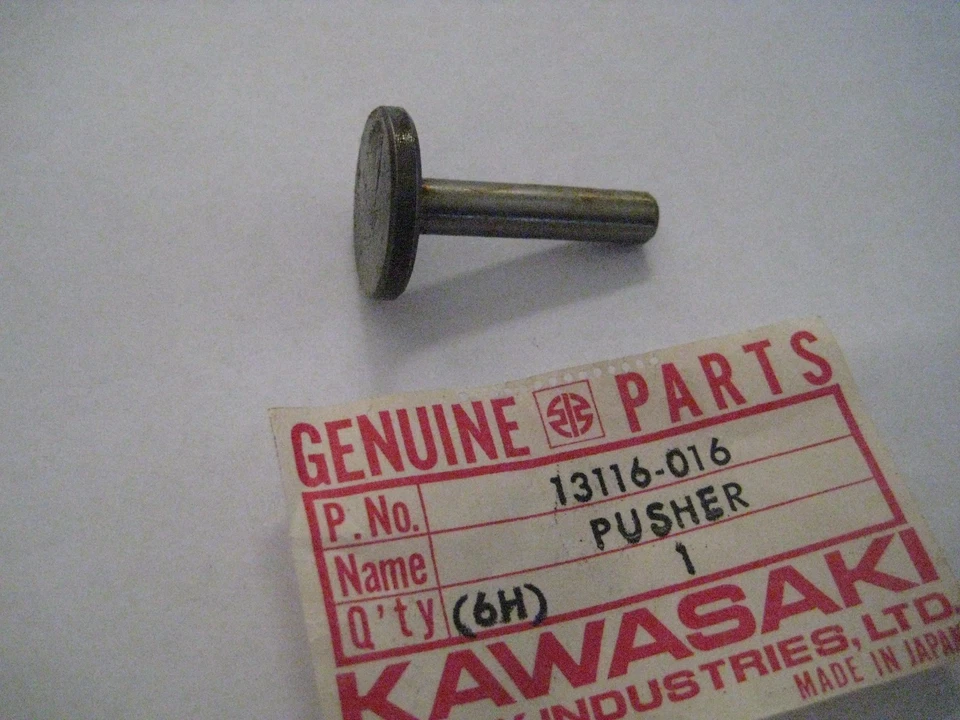 GENUINE PARTS
P. No. 13116-016
Name PUSHER
Q'ty (6H) 1
KAWASAKI
INDUSTRIES, LTD.
MADE IN JAPAN